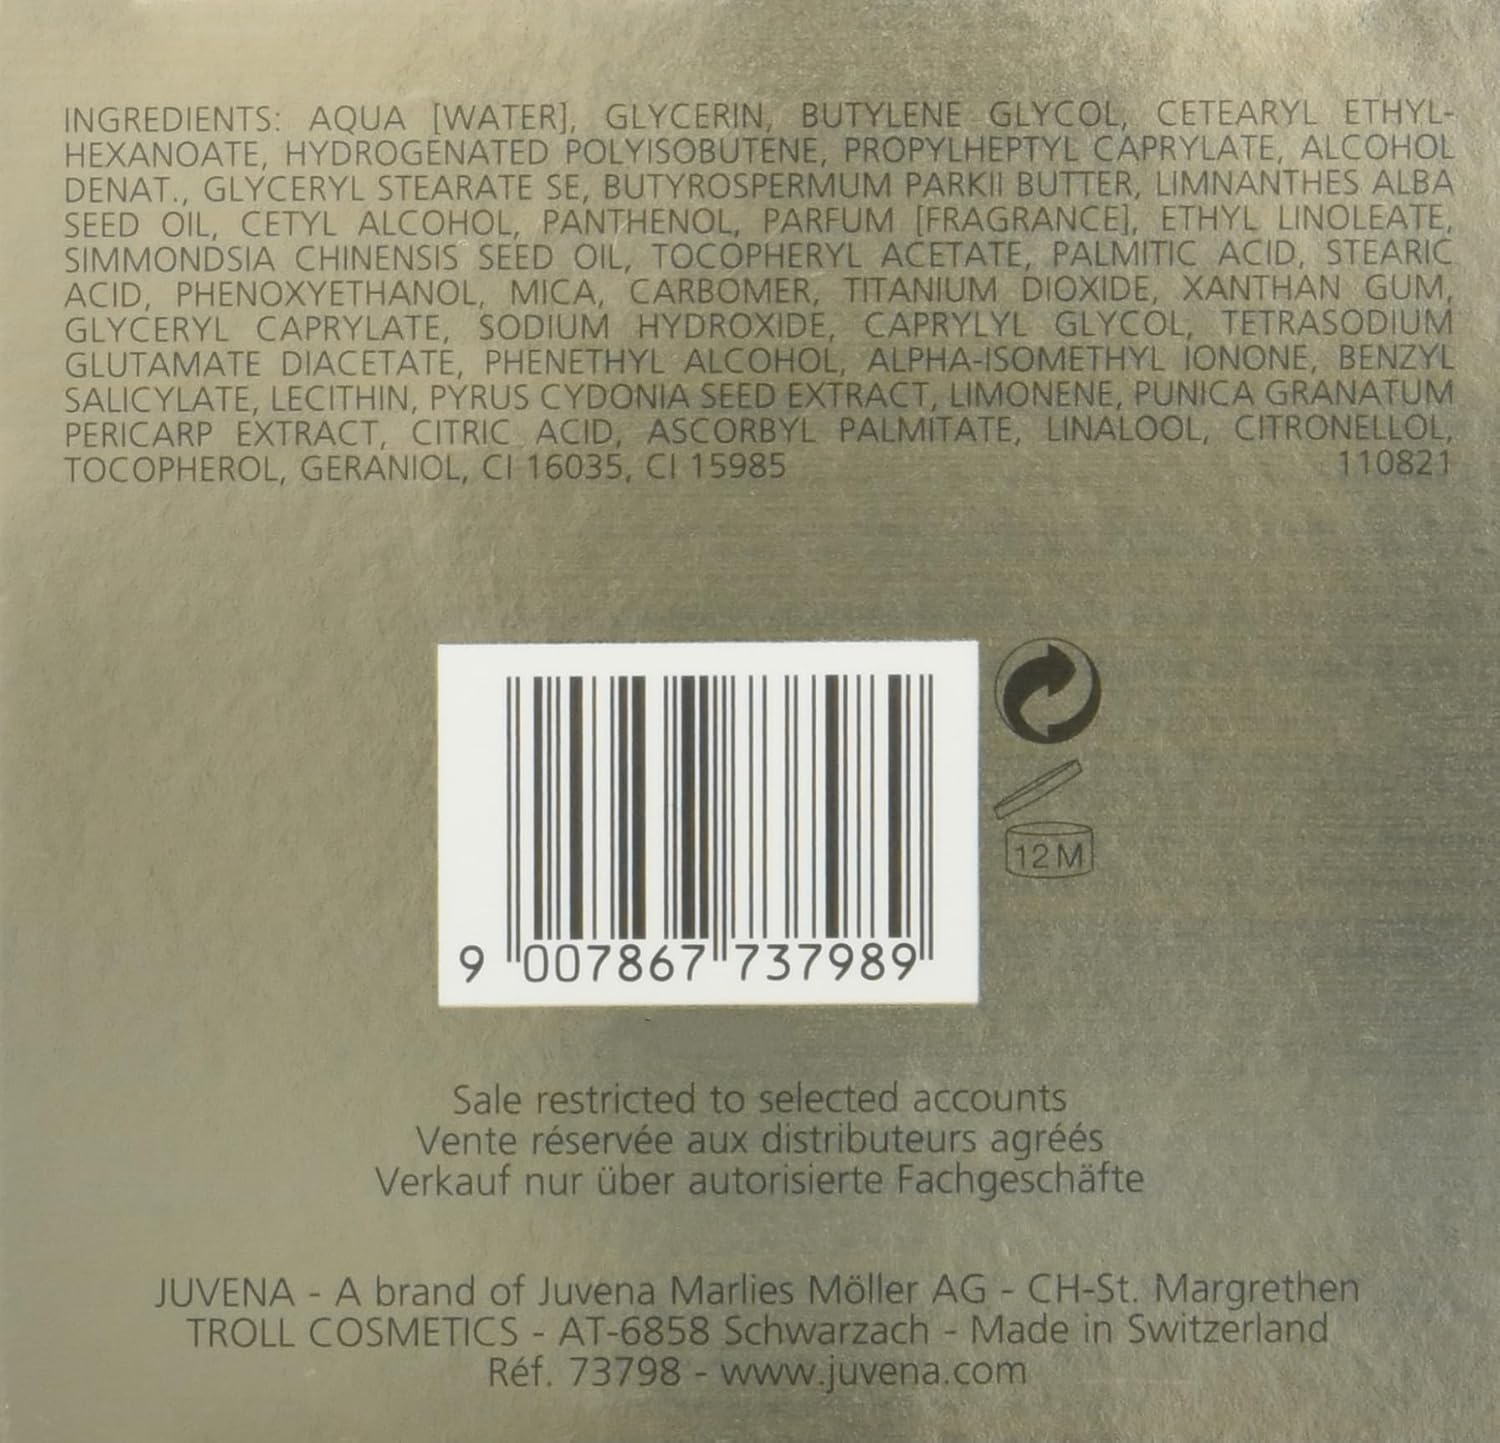 INGREDIENTS: AQUA [WATER], GLYCERIN, BUTYLENE GLYCOL, CETEARYL ETHYL-
HEXANOATE, HYDROGENATED POLYISOBUTENE, PROPYLHEPTYL CAPRYLATE, ALCOHOL
DENAT., GLYCERYL STEARATE SE, BUTYROSPERMUM PARKII BUTTER, LIMNANTHES ALBA
SEED OIL, CETYL ALCOHOL, PANTHENOL, PARFUM [FRAGRANCE], ETHYL LINOLEATE,
SIMMONDSIA CHINENSIS SEED OIL, TOCOPHERYL ACETATE, PALMITIC ACID, STEARIC
ACID, PHENOXYETHANOL, MICA, CARBOMER, TITANIUM DIOXIDE, XANTHAN GUM,
GLYCERYL CAPRYLATE, SODIUM HYDROXIDE, CAPRYLYL GLYCOL, TETRASODIUM
GLUTAMATE DIACETATE, PHENETHYL ALCOHOL, ALPHA-ISOMETHYL IONONE, BENZYL
SALICYLATE, LECITHIN, PYRUS CYDONIA SEED EXTRACT, LIMONENE, PUNICA GRANATUM
PERICARP EXTRACT, CITRIC ACID, ASCORBYL PALMITATE, LINALOOL, CITRONELLOL,
TOCOPHEROL, GERANIOL, CI 16035, CI 15985 110821
12 M
9 007867 737989
Sale restricted to selected accounts
Vente réservée aux distributeurs agréés
Verkauf nur über autorisierte Fachgeschäfte
JUVENA - A brand of Juvena Marlies Möller AG - CH-St. Margrethen
TROLL COSMETICS - AT-6858 Schwarzach - Made in Switzerland
Réf. 73798 - www.juvena.com